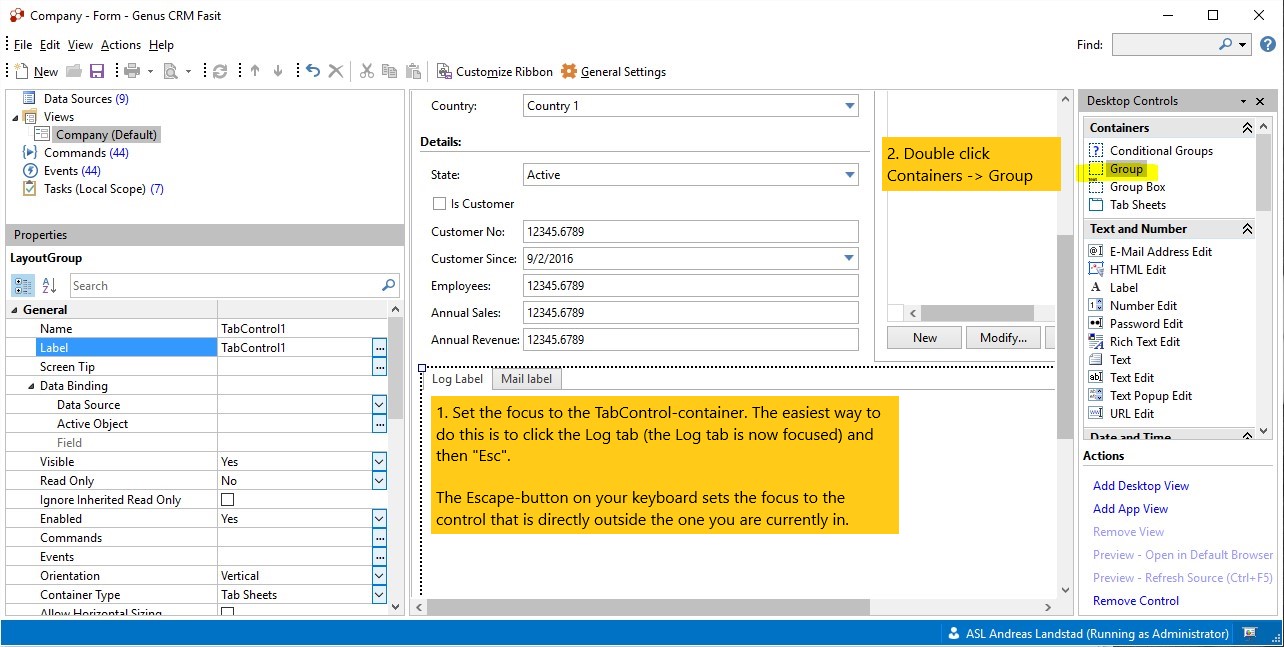 Company - Form - Genus CRM Fasit
File Edit View Actions Help
Find:
New
Customize Ribbon
General Settings
Data Sources (9)
Views
Company (Default)
Commands (44)
Events (44)
Tasks (Local Scope) (7)
Properties
LayoutGroup
Search
General
Name TabControl1
Label TabControl1
Screen Tip
Data Binding
Data Source
Active Object
Field
Visible Yes
Read Only No
Ignore Inherited Read Only
Enabled Yes
Commands
Events
Orientation Vertical
Container Type Tab Sheets
Allow Horizontal Sizing
Country: Country 1
Details:
State: Active
Is Customer
Customer No: 12345.6789
Customer Since: 9/2/2016
Employees: 12345.6789
Annual Sales: 12345.6789
Annual Revenue: 12345.6789
2. Double click
Containers -> Group
New Modify...
Log Label Mail label
1. Set the focus to the TabControl-container. The easiest way to
do this is to click the Log tab (the Log tab is now focused) and
then "Esc".
The Escape-button on your keyboard sets the focus to the
control that is directly outside the one you are currently in.
Desktop Controls
Containers
Conditional Groups
Group
Group Box
Tab Sheets
Text and Number
E-Mail Address Edit
HTML Edit
Label
Number Edit
Password Edit
Rich Text Edit
Text
Text Edit
Text Popup Edit
URL Edit
Date and Time
Actions
Add Desktop View
Add App View
Remove View
Preview - Open in Default Browser
Preview - Refresh Source (Ctrl+F5)
Remove Control
ASL Andreas Landstad (Running as Administrator)